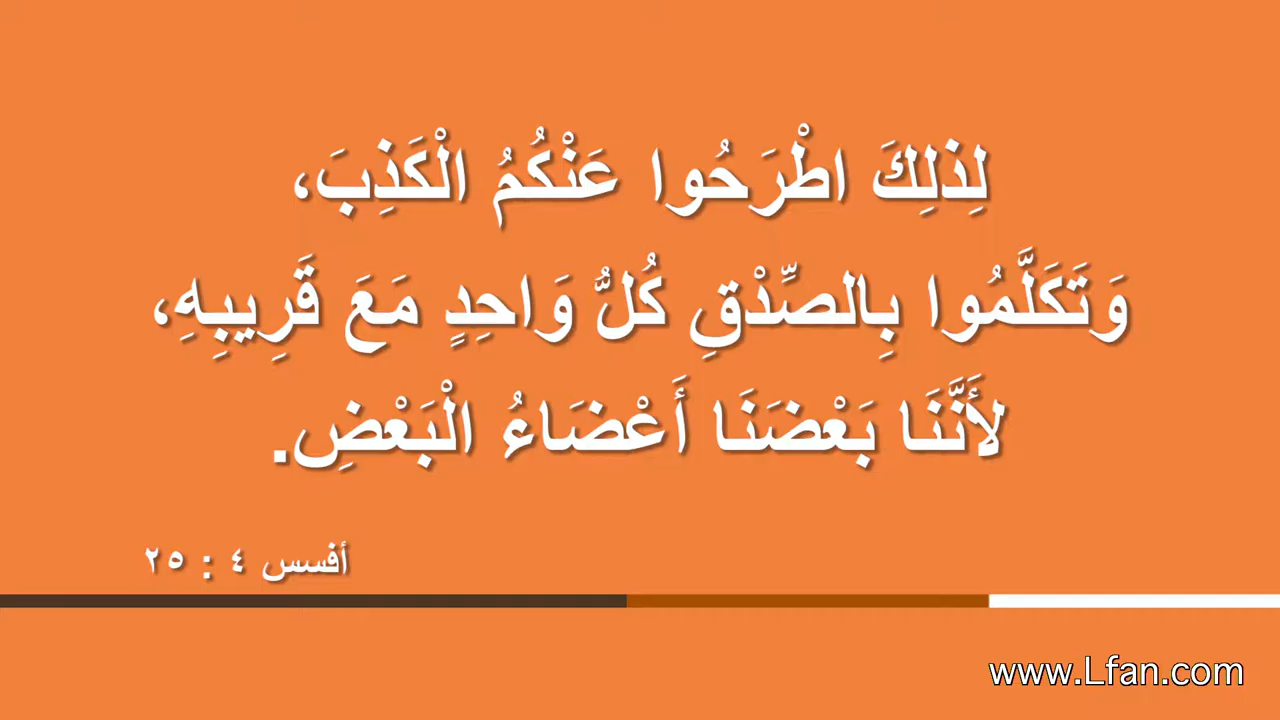 لِذلِكَ اطْرَحُوا عَنْكُمُ الْكَذِبَ،
وَتَكَلَّمُوا بِالصِّدْقِ كُلُّ وَاحِدٍ مَعَ قَرِيبِهِ،
لأَنَّنَا بَعْضَنَا أَعْضَاءُ الْبَعْضِ.
أفسس ٤ : ٢٥
www.Lfan.com